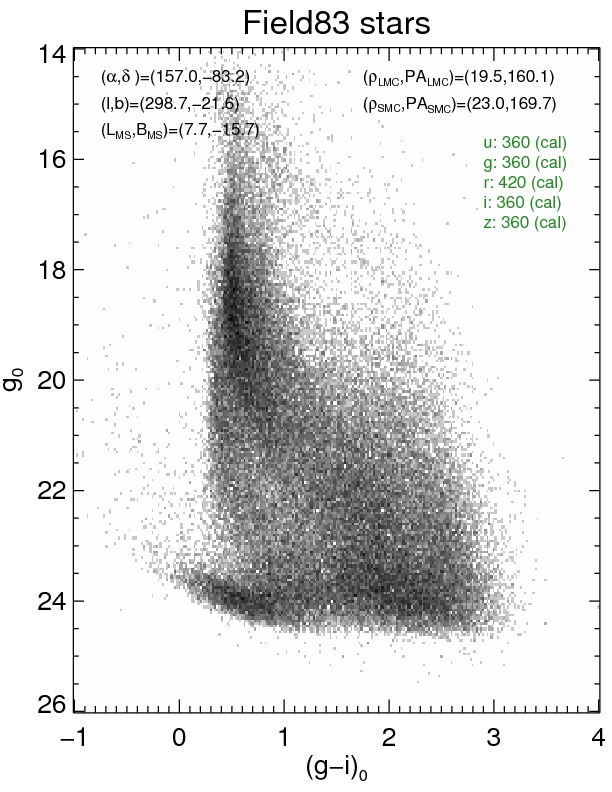 Field83 stars
14
(α,δ )=(157.0,−83.2)
(ρLMC,PALMC)=(19.5,160.1)
(l,b)=(298.7,−21.6)
(ρSMC,PASMC)=(23.0,169.7)
(LMS,BMS)=(7.7,−15.7)
u: 360 (cal)
16
g: 360 (cal)
r: 420 (cal)
i: 360 (cal)
z: 360 (cal)
18
g0
20
22
24
26
−1 0 1 2 3 4
(g−i)0